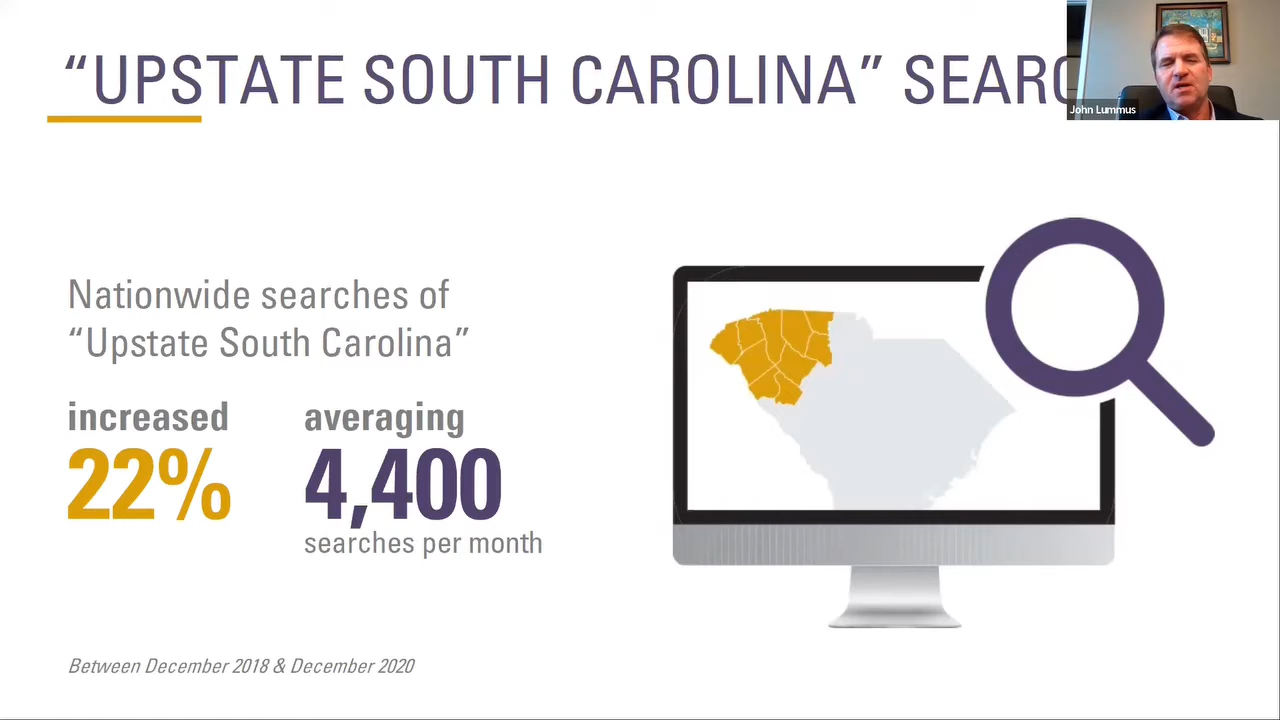 “UPSTATE SOUTH CAROLINA”
John Lummus
Nationwide searches of
“Upstate South Carolina”
increased
22%
averaging
4,400
searches per month
Between December 2018 & December 2020